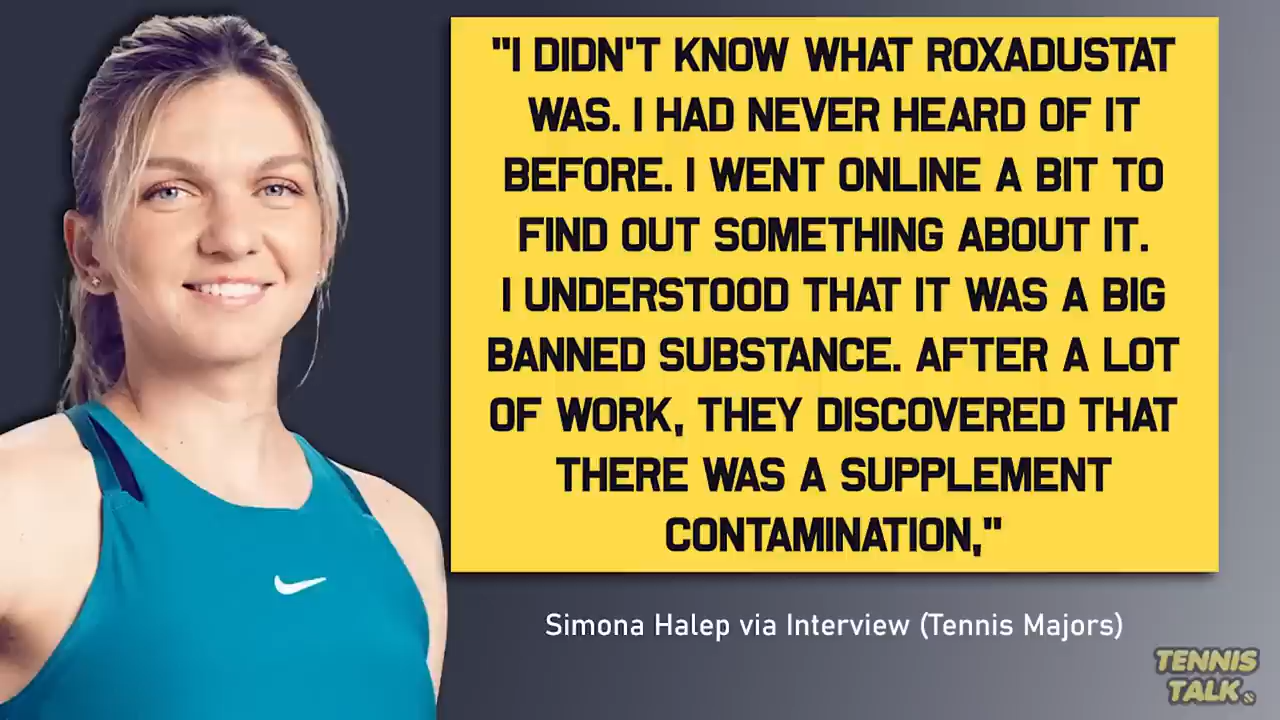 "I DIDN'T KNOW WHAT ROXADUSTAT
WAS. I HAD NEVER HEARD OF IT
BEFORE. I WENT ONLINE A BIT TO
FIND OUT SOMETHING ABOUT IT.
I UNDERSTOOD THAT IT WAS A BIG
BANNED SUBSTANCE. AFTER A LOT
OF WORK, THEY DISCOVERED THAT
THERE WAS A SUPPLEMENT
CONTAMINATION,"
Simona Halep via Interview (Tennis Majors)
TENNIS
TALK